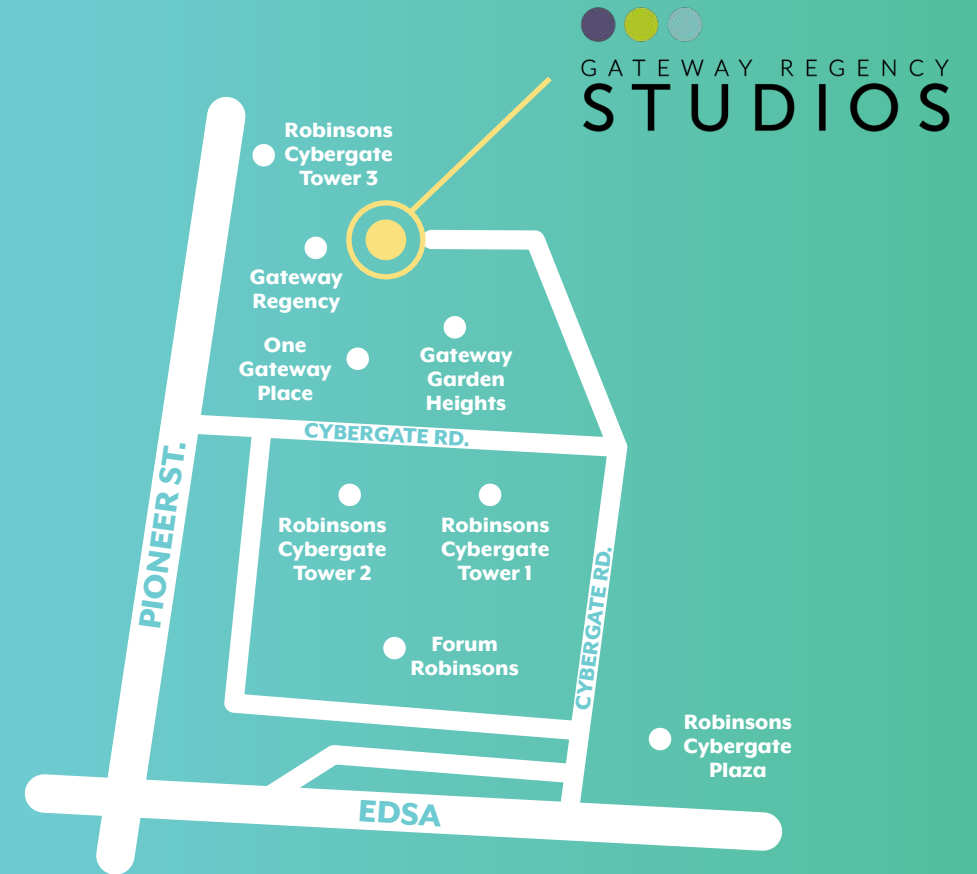 GATEWAY REGENCY
STUDIOS
Robinsons
Cybergate
Tower 3
Gateway
Regency
One
Gateway
Place
Gateway
Garden
Heights
CYBERGATE RD.
PIONEER ST.
Robinsons
Cybergate
Tower 2
Robinsons
Cybergate
Tower 1
CYBERGATE RD.
Forum
Robinsons
Robinsons
Cybergate
Plaza
EDSA